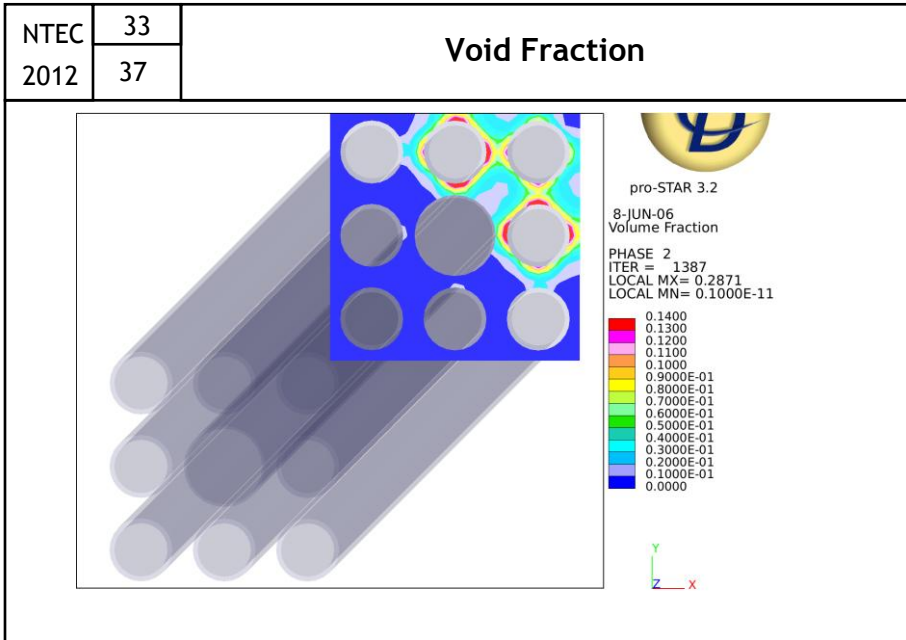 NTEC 33
2012 37
Void Fraction
pro-STAR 3.2
8-JUN-06
Volume Fraction
PHASE 2
ITER = 1387
LOCAL MX= 0.2871
LOCAL MN= 0.1000E-11
0.1400
0.1300
0.1200
0.1100
0.1000
0.9000E-01
0.8000E-01
0.7000E-01
0.6000E-01
0.5000E-01
0.4000E-01
0.3000E-01
0.2000E-01
0.1000E-01
0.0000
Y
Z X